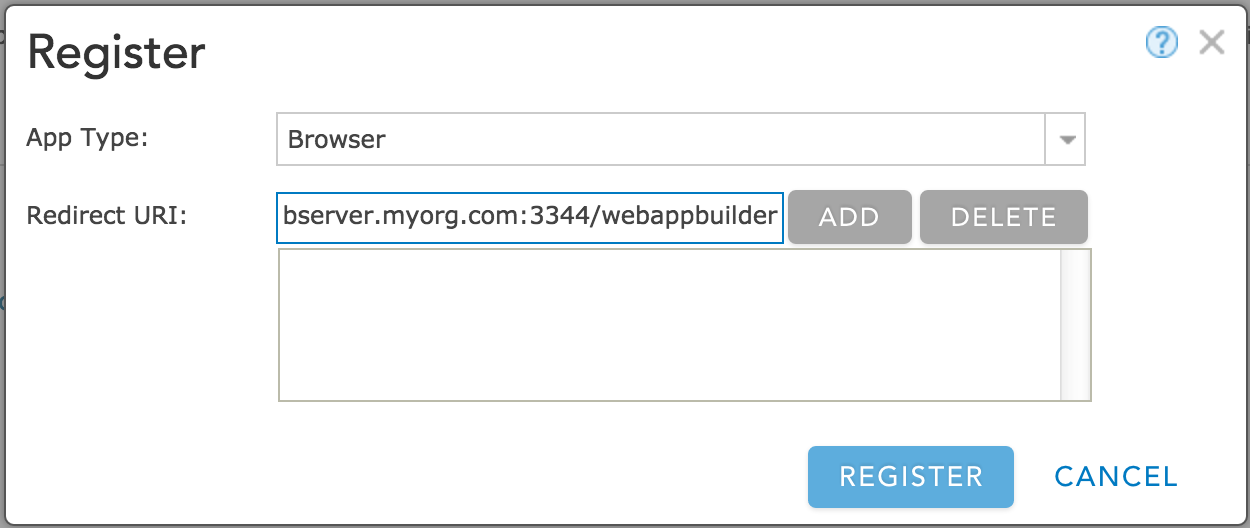 Register
App Type: Browser
Redirect URI: bserver.myorg.com:3344/webappbuilder ADD DELETE
REGISTER CANCEL